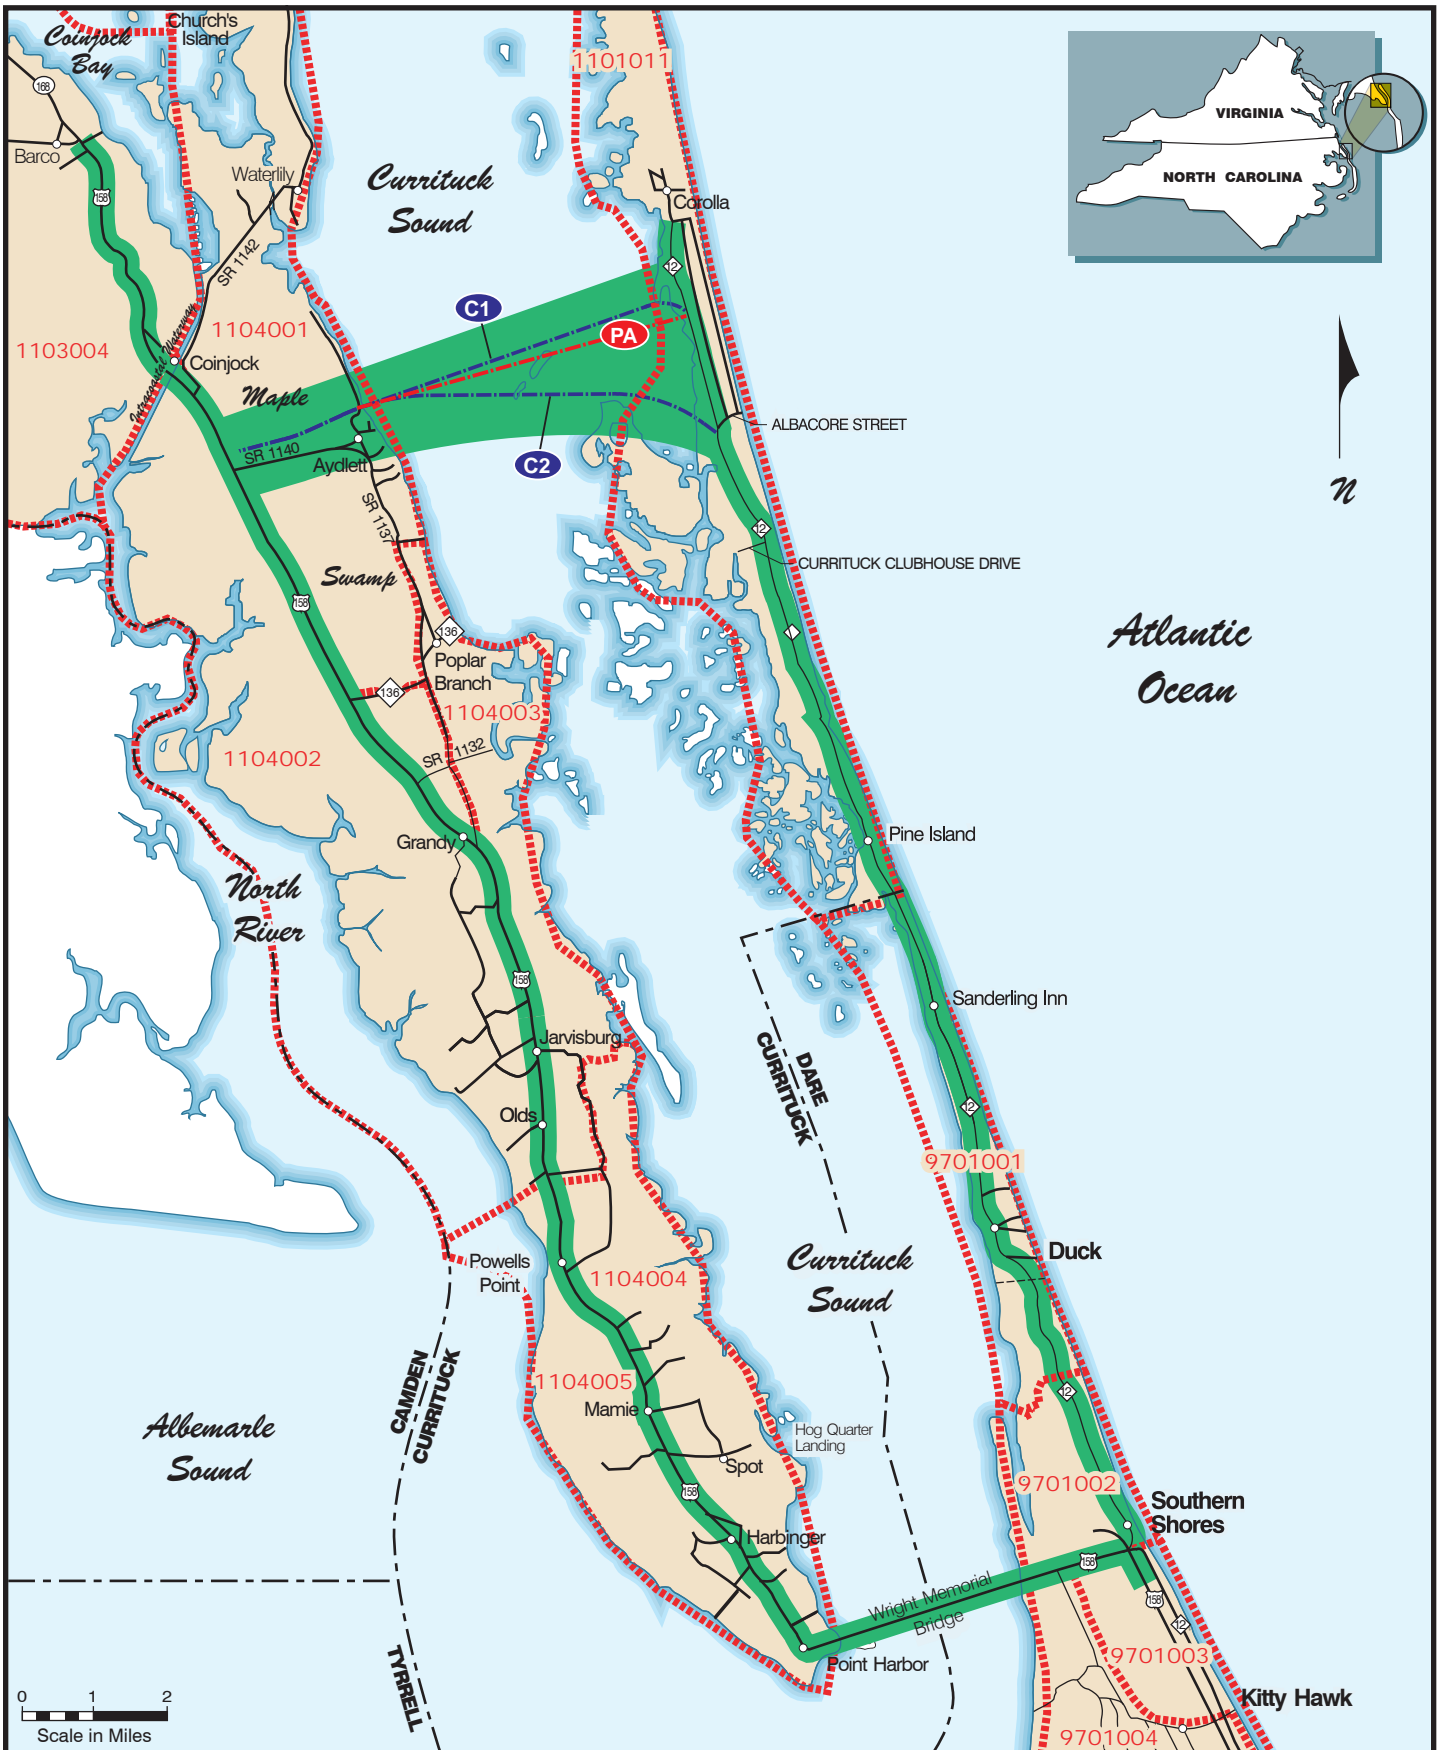 Church's
Island
Coinjock
Bay
1101011
168
VIRGINIA
Barco
Waterlily
Currituck
Sound
NORTH CAROLINA
158
Corolla
SR 1142
12
C1
Intracoastal Waterway
1104001
PA
1103004
Coinjock
Maple
ALBACORE STREET
SR 1140
Aydlett
C2
N
SR 1137
12
CURRITUCK CLUBHOUSE DRIVE
Swamp
158
136
Atlantic
Ocean
Poplar
Branch
136
1104003
SR 1132
1104002
Grandy
Pine Island
North
River
158
Sanderling Inn
Jarvisburg
DARE
CURRITUCK
12
Olds
9701001
Duck
Powells
Point
1104004
Currituck
Sound
CAMDEN
CURRITUCK
1104005
12
Mamie
Albemarle
Sound
Hog Quarter
Landing
Spot
158
9701002
Southern
Shores
Harbinger
158
Wright Memorial
Bridge
158
12
TYRRELL
Point Harbor
9701003
0 1 2
Scale in Miles
Kitty Hawk
9701004